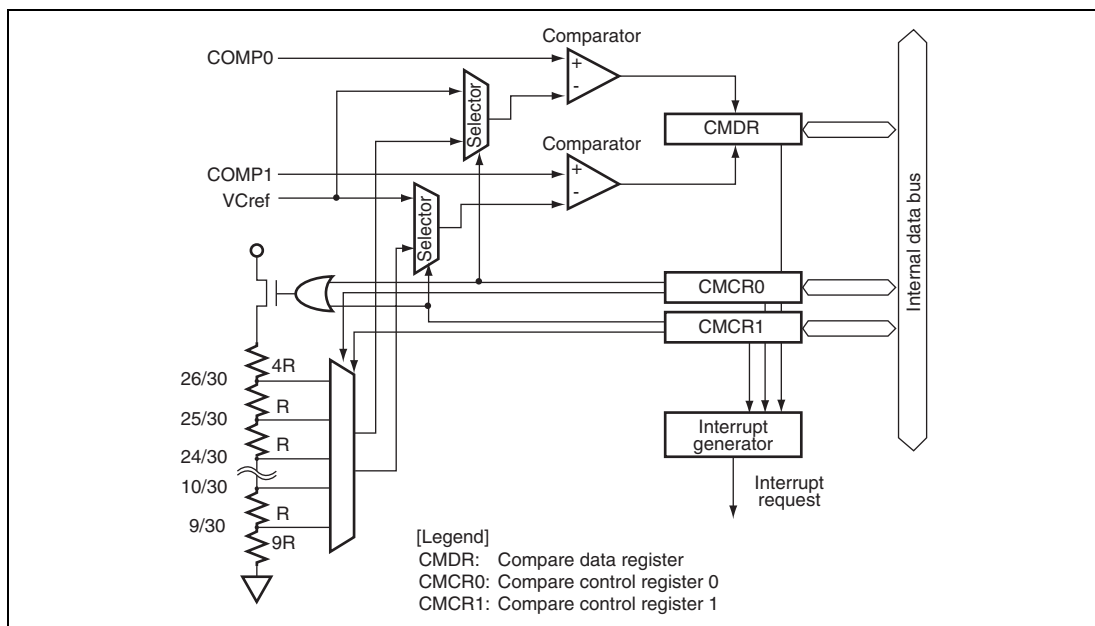 Comparator
COMP0
+
-
Selector
CMDR
Comparator
COMP1
+
-
VCref
Selector
Internal data bus
CMCR0
CMCR1
4R
26/30
R
25/30
R
24/30
10/30
R
9/30
9R
Interrupt
generator
Interrupt
request
[Legend]
CMDR: Compare data register
CMCR0: Compare control register 0
CMCR1: Compare control register 1